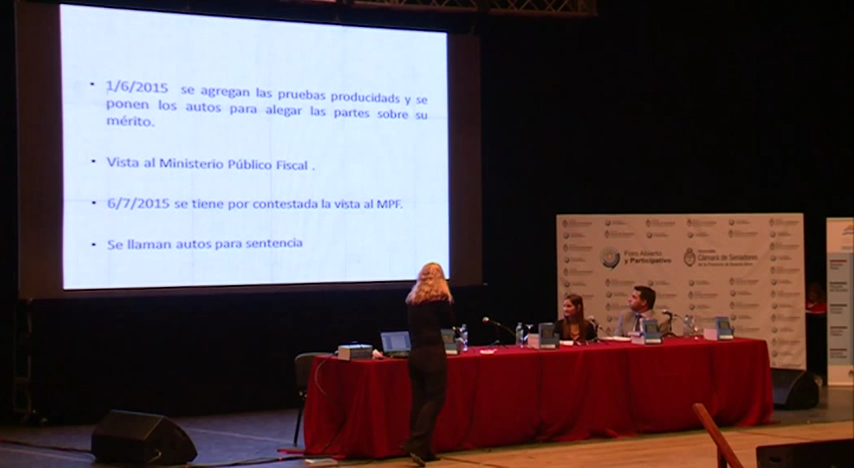 • 1/6/2015 se agregan las pruebas producidads y se
ponen los autos para alegar las partes sobre su
mérito.
• Vista al Ministerio Público Fiscal .
• 6/7/2015 se tiene por contestada la vista al MPF.
• Se llaman autos para sentencia
Foro Abierto
y Participativo
Cámara de Senadores